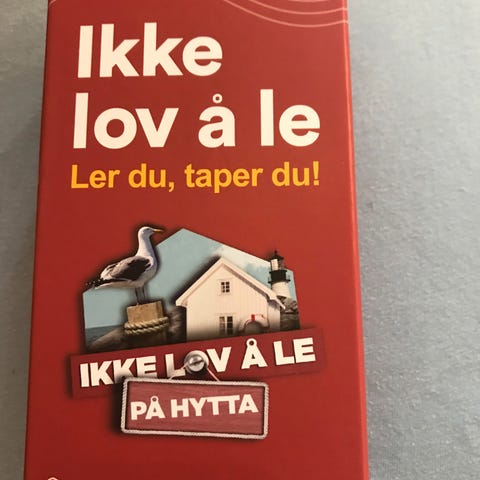 Ikke
lov å le
Ler du, taper du!
IKKE LOV Å LE
PÅ HYTTA